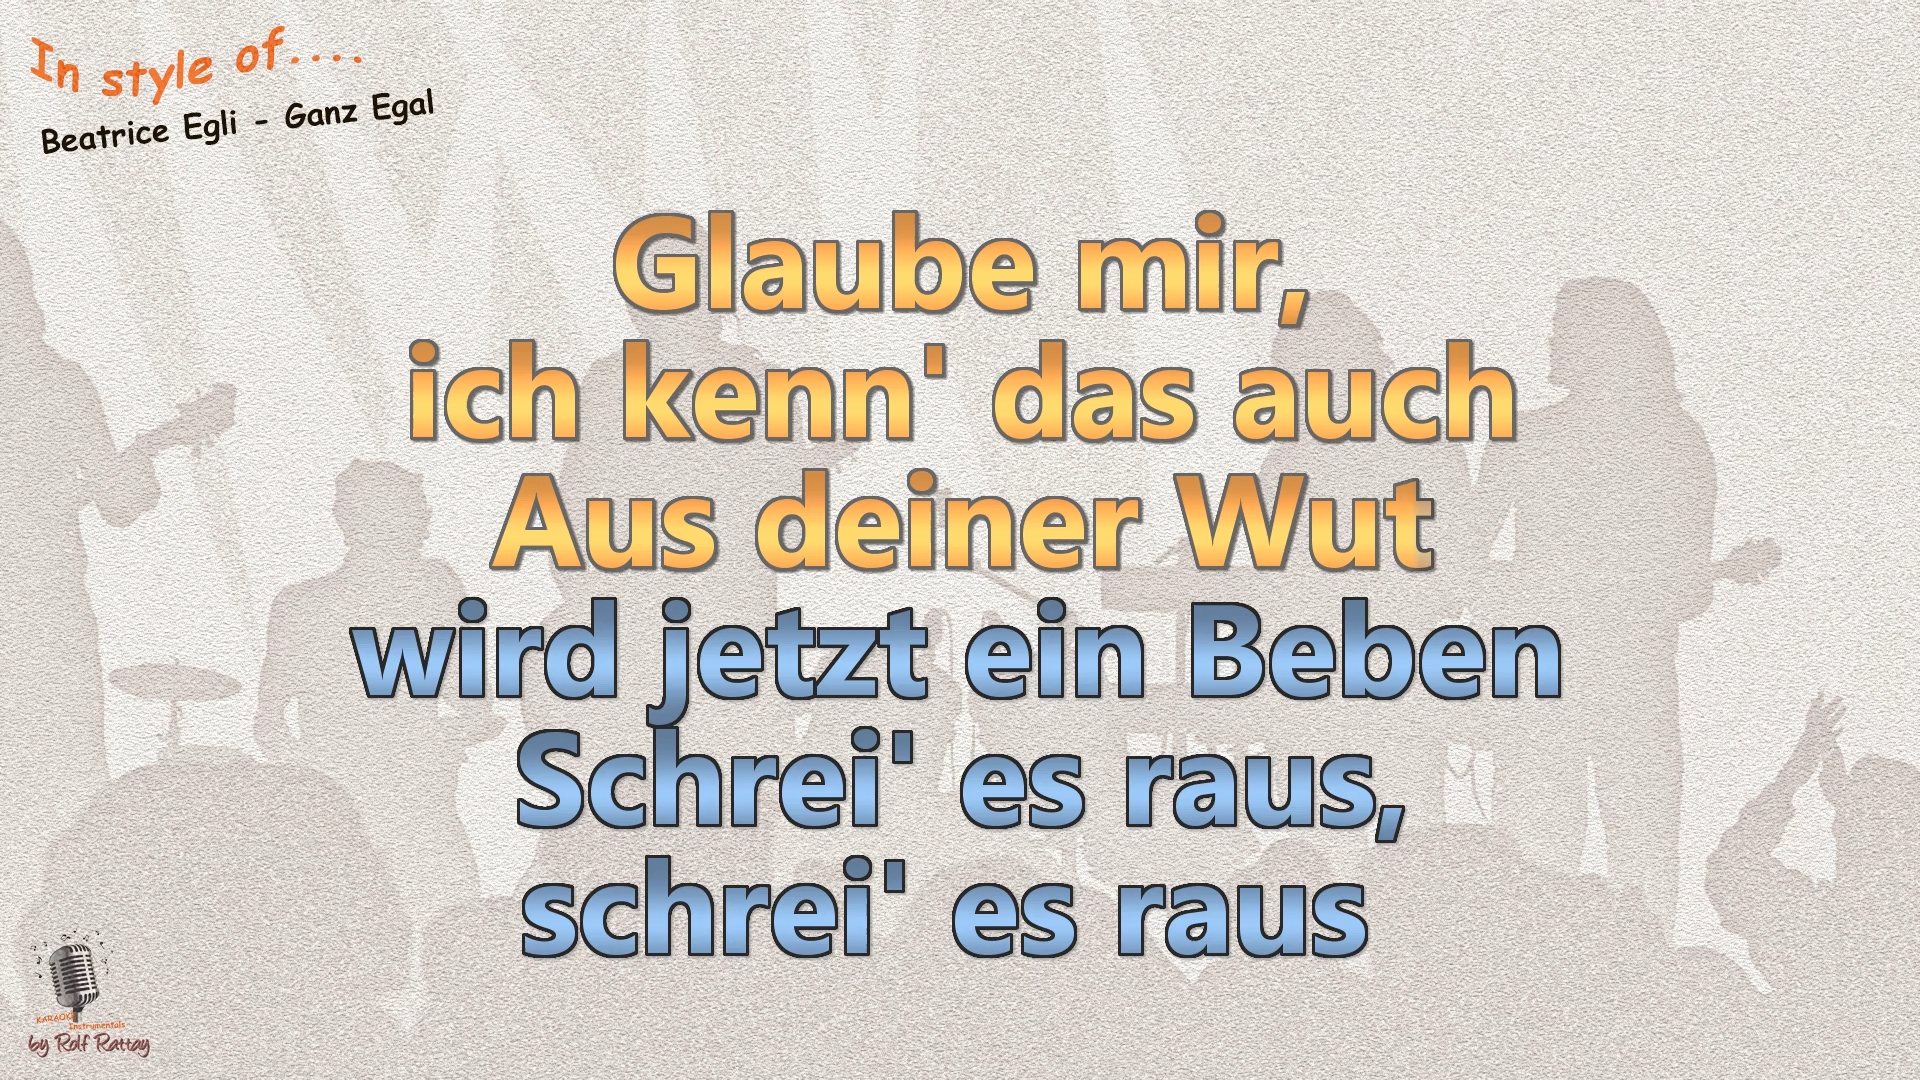 In style of....
Beatrice Egli - Ganz Egal
Glaube mir,
ich kenn' das auch
Aus deiner Wut
wird jetzt ein Beben
Schrei' es raus,
schrei' es raus
KARAOKE
Instrumentals
by Rolf Rattay